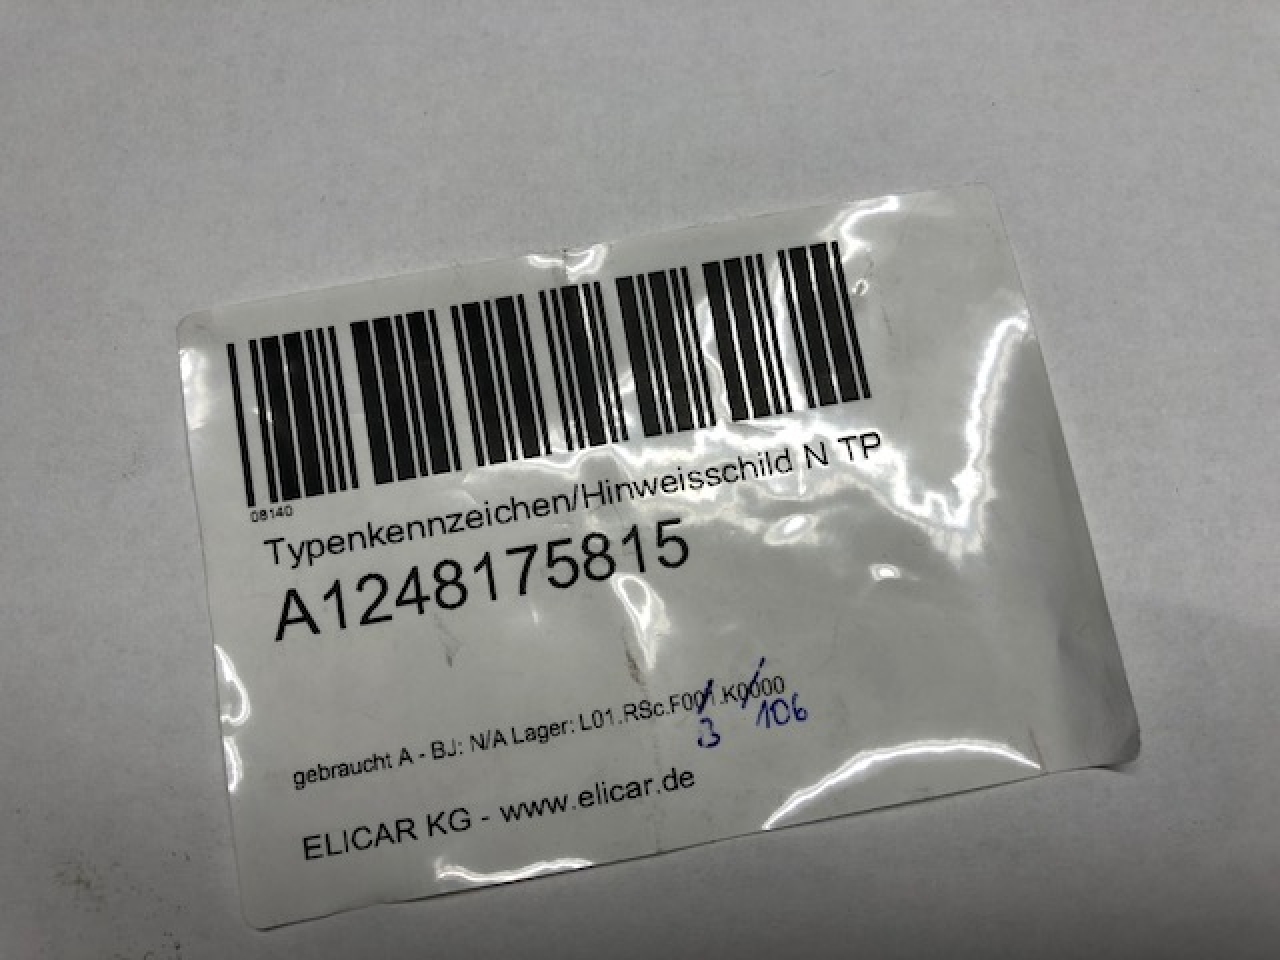 08140
Typenkennzeichen/Hinweisschild N TP
A1248175815
gebraucht A - BJ: N/A Lager: L01.RSc.F001.K0000
3 106
ELICAR KG - www.elicar.de